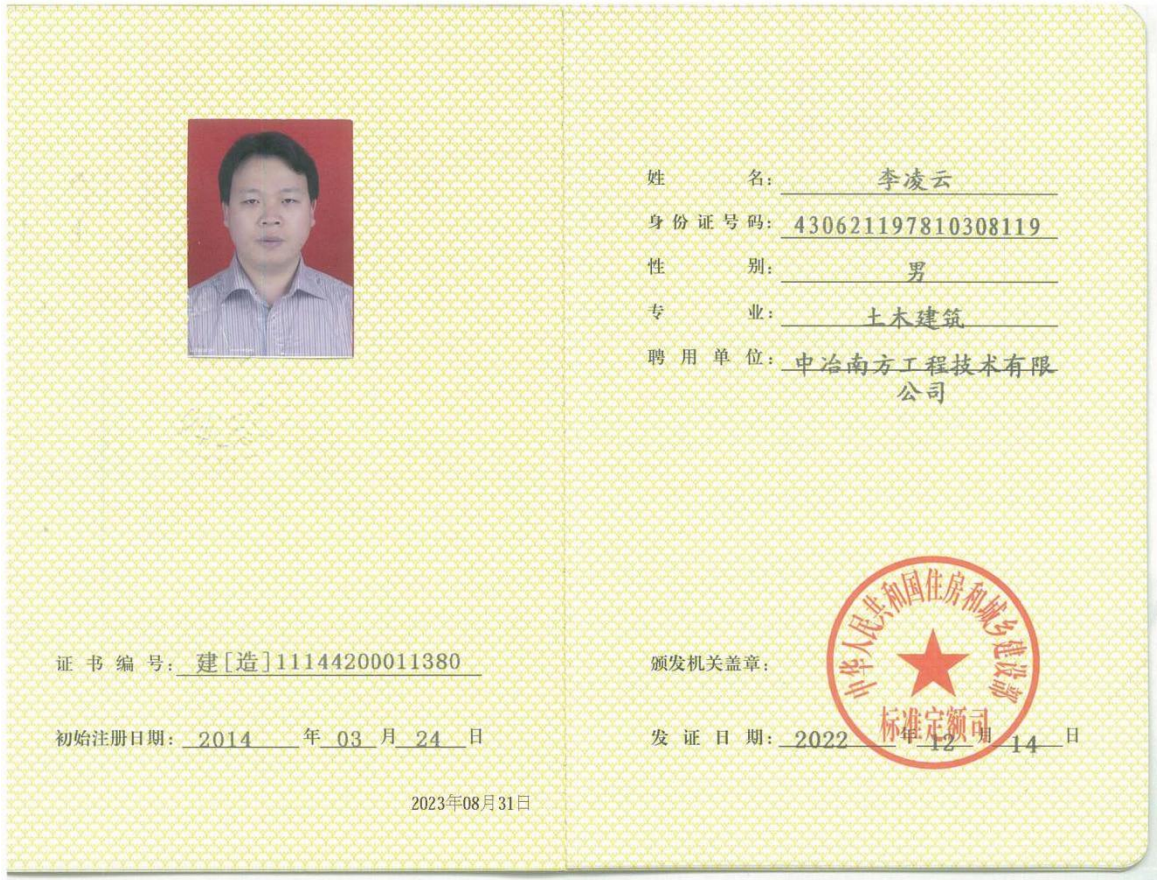 姓名：李凌云
身份证号码：430621197810308119
性别：男
专业：土木建筑
聘用单位：中冶南方工程技术有限
公司
证书编号：建[造]11144200011380
初始注册日期：2014年03月24日
2023年08月31日
颁发机关盖章：
中华人民共和国住房和城乡建设部
标准定额司
发证日期：2022年12月14日